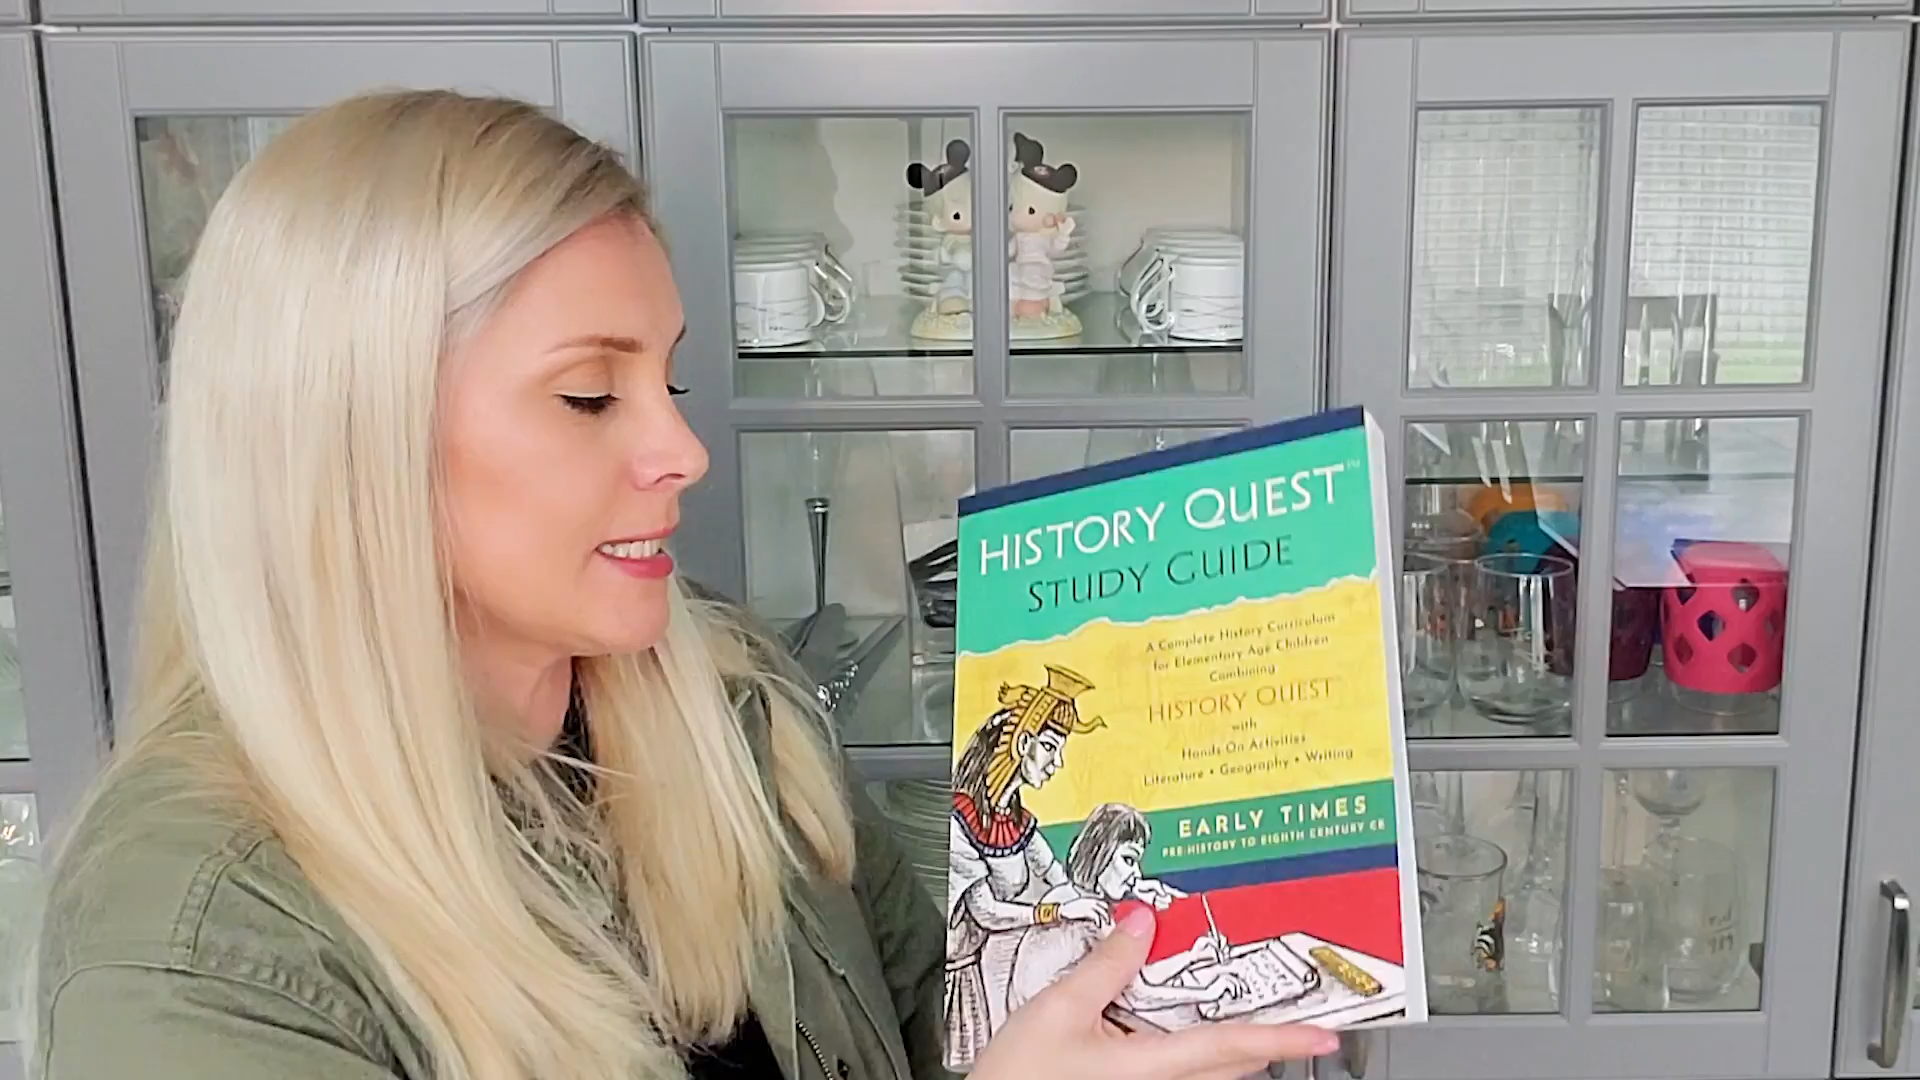 HISTORY QUEST™
STUDY GUIDE
A Complete History Curriculum
for Elementary Age Children
Combining
HISTORY QUEST™
with
Hands-On Activities
Literature • Geography • Writing
EARLY TIMES
PRE-HISTORY TO EIGHTH CENTURY CE